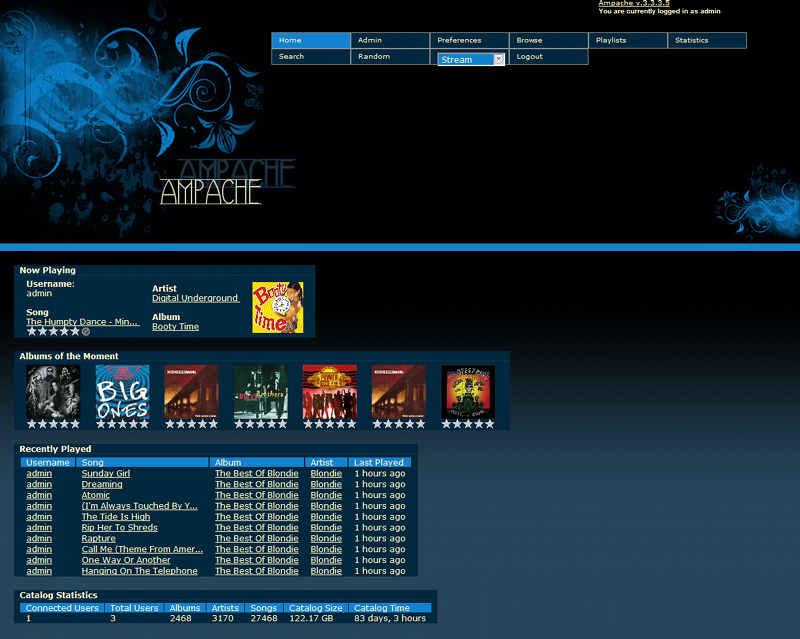 Ampache v.3.3.3.5
You are currently logged in as admin
Home Admin Preferences Browse Playlists Statistics
Search Random Stream Logout
AMPACHE
AMPACHE
Now Playing
Username:
admin
Artist
Digital Underground
Song
The Humpty Dance - Min...
Album
Booty Time
Booty Time
Albums of the Moment
BIG ONES
Recently Played
Username Song Album Artist Last Played
admin Sunday Girl The Best Of Blondie Blondie 1 hours ago
admin Dreaming The Best Of Blondie Blondie 1 hours ago
admin Atomic The Best Of Blondie Blondie 1 hours ago
admin (I'm Always Touched By Y... The Best Of Blondie Blondie 1 hours ago
admin The Tide Is High The Best Of Blondie Blondie 1 hours ago
admin Rip Her To Shreds The Best Of Blondie Blondie 1 hours ago
admin Rapture The Best Of Blondie Blondie 1 hours ago
admin Call Me (Theme From Amer... The Best Of Blondie Blondie 1 hours ago
admin One Way Or Another The Best Of Blondie Blondie 1 hours ago
admin Hanging On The Telephone The Best Of Blondie Blondie 1 hours ago
Catalog Statistics
Connected Users Total Users Albums Artists Songs Catalog Size Catalog Time
1 3 2468 3170 27468 122.17 GB 83 days, 3 hours